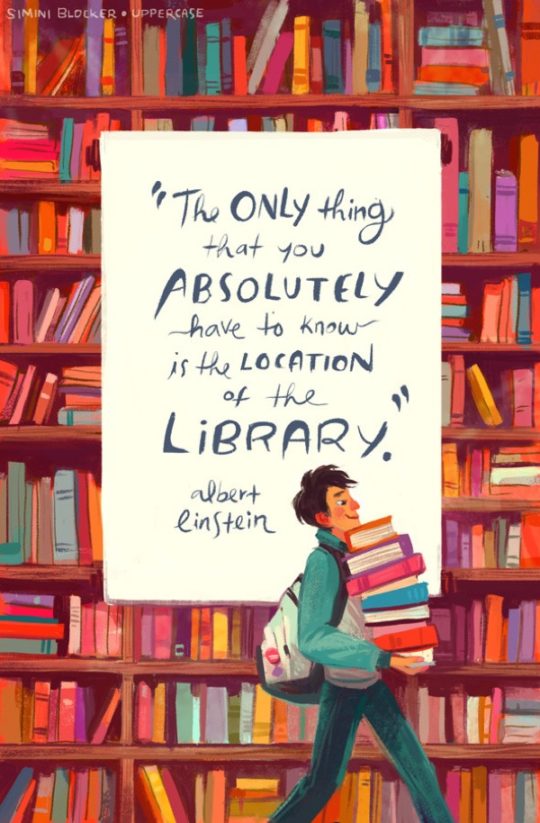 SIMINI BLOCKER • UPPERCASE
"The ONLY thing
that you
ABSOLUTELY
have to know
is the LOCATION
of the
LiBRARY."
albert
einstein